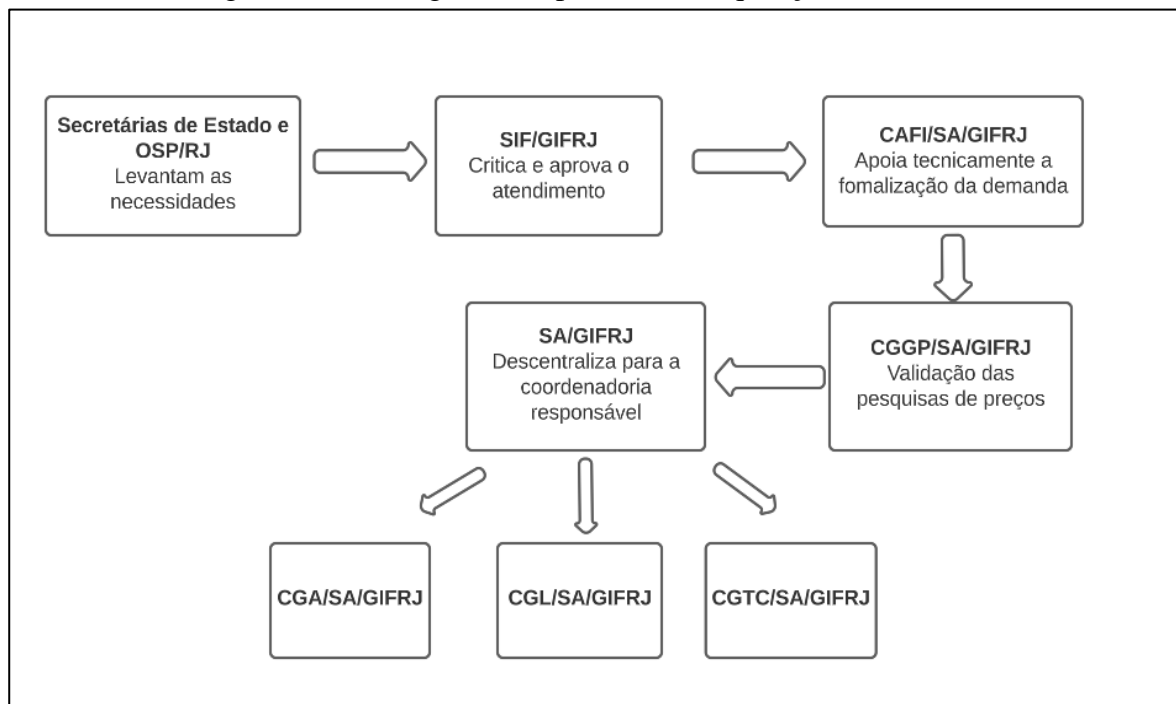 Secretárias de Estado e
OSP/RJ
Levantam as
necessidades
SIF/GIFRJ
Critica e aprova o
atendimento
CAFI/SA/GIFRJ
Apoia tecnicamente a
fomalização da demanda
SA/GIFRJ
Descentraliza para a
coordenadoria
responsável
CGGP/SA/GIFRJ
Validação das
pesquisas de preços
CGA/SA/GIFRJ
CGL/SA/GIFRJ
CGTC/SA/GIFRJ